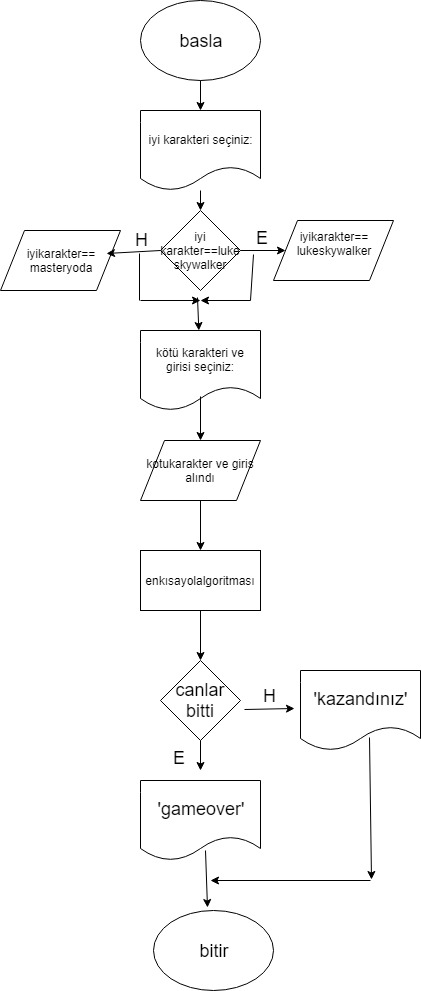 basla
iyi karakteri seçiniz:
H
iyi
karakter==luke
skywalker
E
iyikarakter==
masteryoda
iyikarakter==
lukeskywalker
kötü karakteri ve
girisi seçiniz:
kotukarakter ve giris
alındı
enkısayolalgoritması
canlar
bitti
H
'kazandınız'
E
'gameover'
bitir